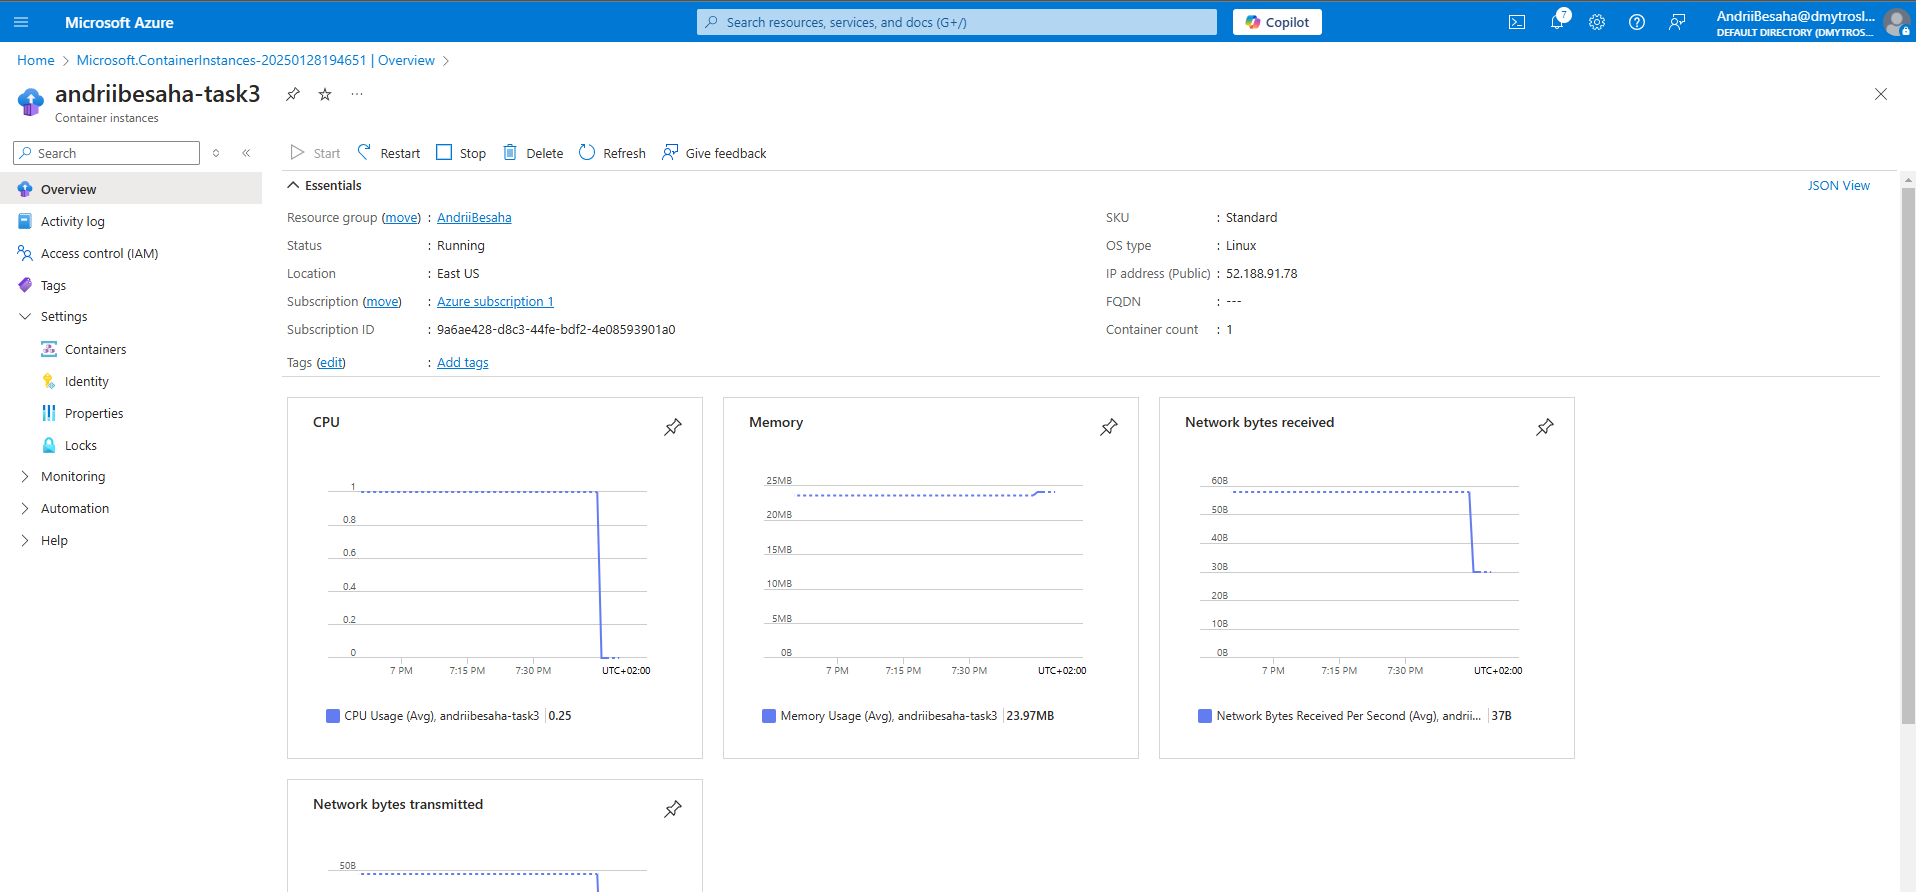 Microsoft Azure
Search resources, services, and docs (G+/)
Copilot
7
AndriiBesaha@dmytrosl...
DEFAULT DIRECTORY (DMYTROS...
Home > Microsoft.ContainerInstances-20250128194651 | Overview >
andriibesaha-task3
Container instances
Search
Overview
Activity log
Access control (IAM)
Tags
Settings
Containers
Identity
Properties
Locks
Monitoring
Automation
Help
Start
Restart
Stop
Delete
Refresh
Give feedback
Essentials
JSON View
Resource group (move) : AndriiBesaha
Status : Running
Location : East US
Subscription (move) : Azure subscription 1
Subscription ID : 9a6ae428-d8c3-44fe-bdf2-4e08593901a0
Tags (edit) : Add tags
SKU : Standard
OS type : Linux
IP address (Public) : 52.188.91.78
FQDN : ---
Container count : 1
CPU
1
0.8
0.6
0.4
0.2
0
7 PM 7:15 PM 7:30 PM UTC+02:00
CPU Usage (Avg), andriibesaha-task3 0.25
Memory
25MB
20MB
15MB
10MB
5MB
0B
7 PM 7:15 PM 7:30 PM UTC+02:00
Memory Usage (Avg), andriibesaha-task3 23.97MB
Network bytes received
60B
50B
40B
30B
20B
10B
0B
7 PM 7:15 PM 7:30 PM UTC+02:00
Network Bytes Received Per Second (Avg), andrii... 37B
Network bytes transmitted
50B